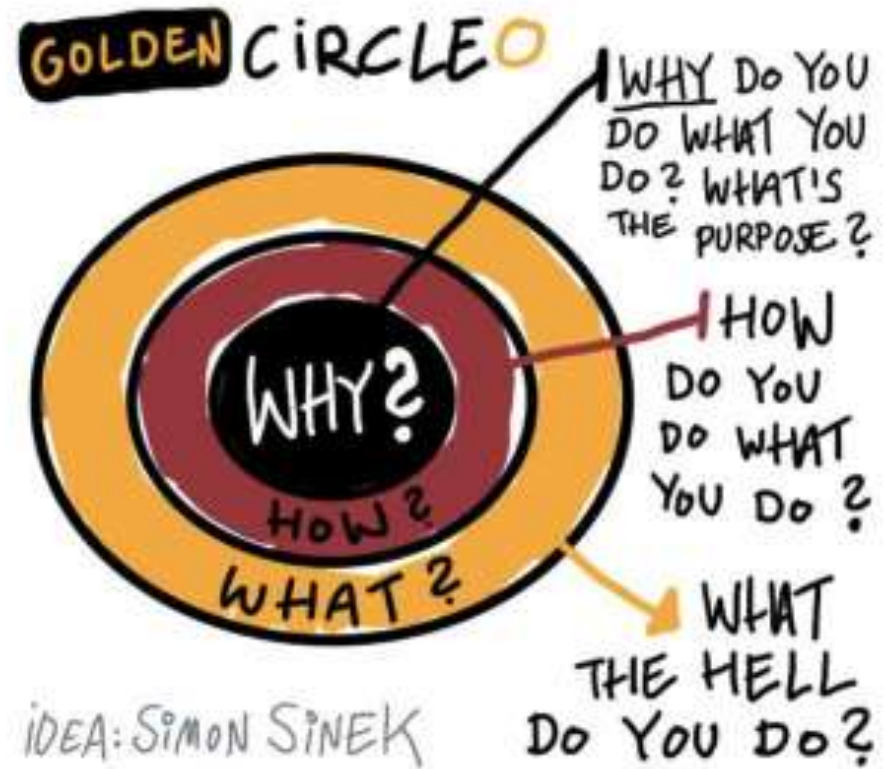 GOLDEN CiRCLE
WHY DO YOU
DO WHAT YOU
DO? WHAT'S
THE PURPOSE?
HOW
DO YOU
DO WHAT
YOU DO?
WHY?
HOW?
WHAT?
WHAT
THE HELL
DO YOU DO?
iDEA: SiMON SiNEK